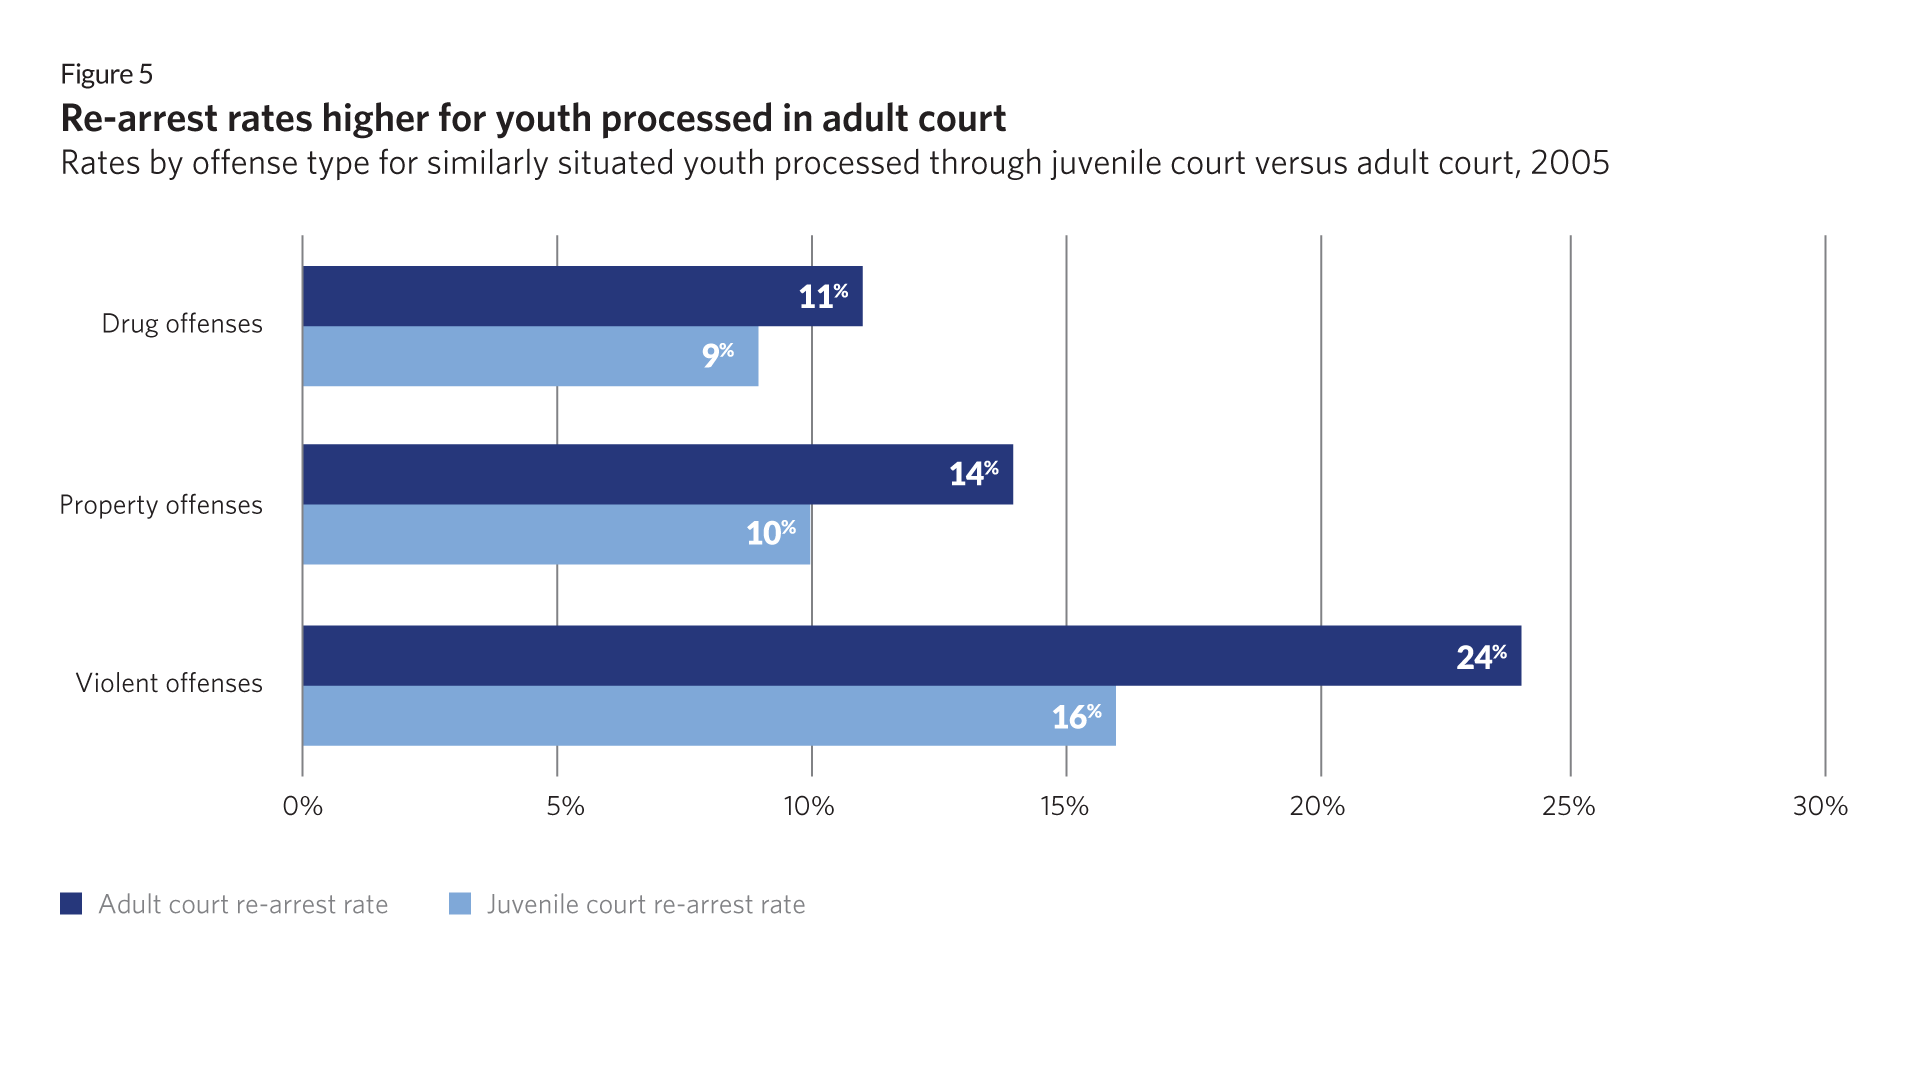 Figure 5
Re-arrest rates higher for youth processed in adult court
Rates by offense type for similarly situated youth processed through juvenile court versus adult court, 2005
Drug offenses
11%
9%
Property offenses
14%
10%
Violent offenses
24%
16%
0% 5% 10% 15% 20% 25% 30%
Adult court re-arrest rate Juvenile court re-arrest rate